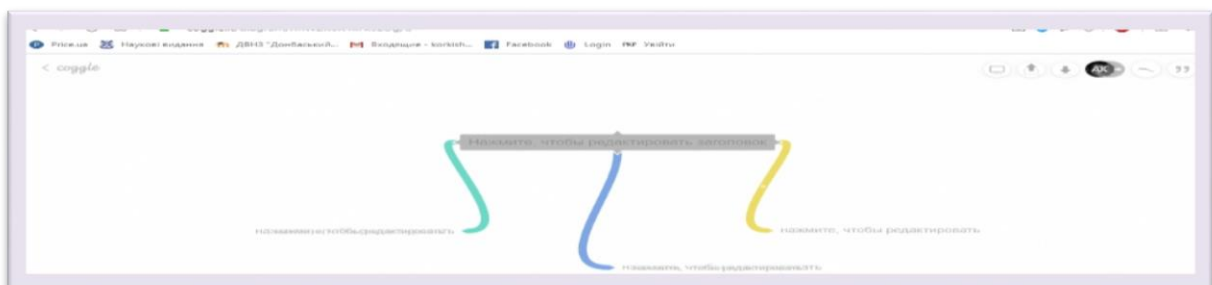 Price.ua Наукові видання ДВНЗ "Донбаський... Входящие - korkish... Facebook Login РКР Увійти
< coggle
Нажмите, чтобы редактировать заголовок
нажмите, чтобы редактировать
нажмите, чтобы редактировать
нажмите, чтобы редактировать